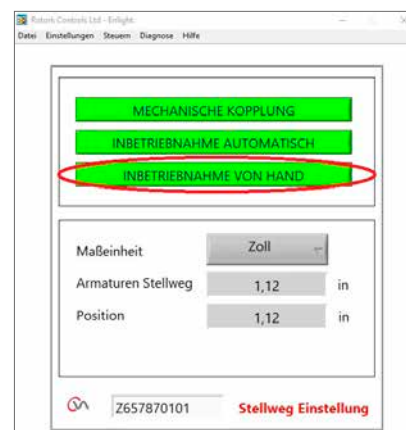 Rotork Controls Ltd - Enlight
Datei Einstellungen Steuern Diagnose Hilfe
MECHANISCHE KOPPLUNG
INBETRIEBNAHME AUTOMATISCH
INBETRIEBNAHME VON HAND
Maßeinheit Zoll
Armaturen Stellweg 1,12 in
Position 1,12 in
Z657870101 Stellweg Einstellung